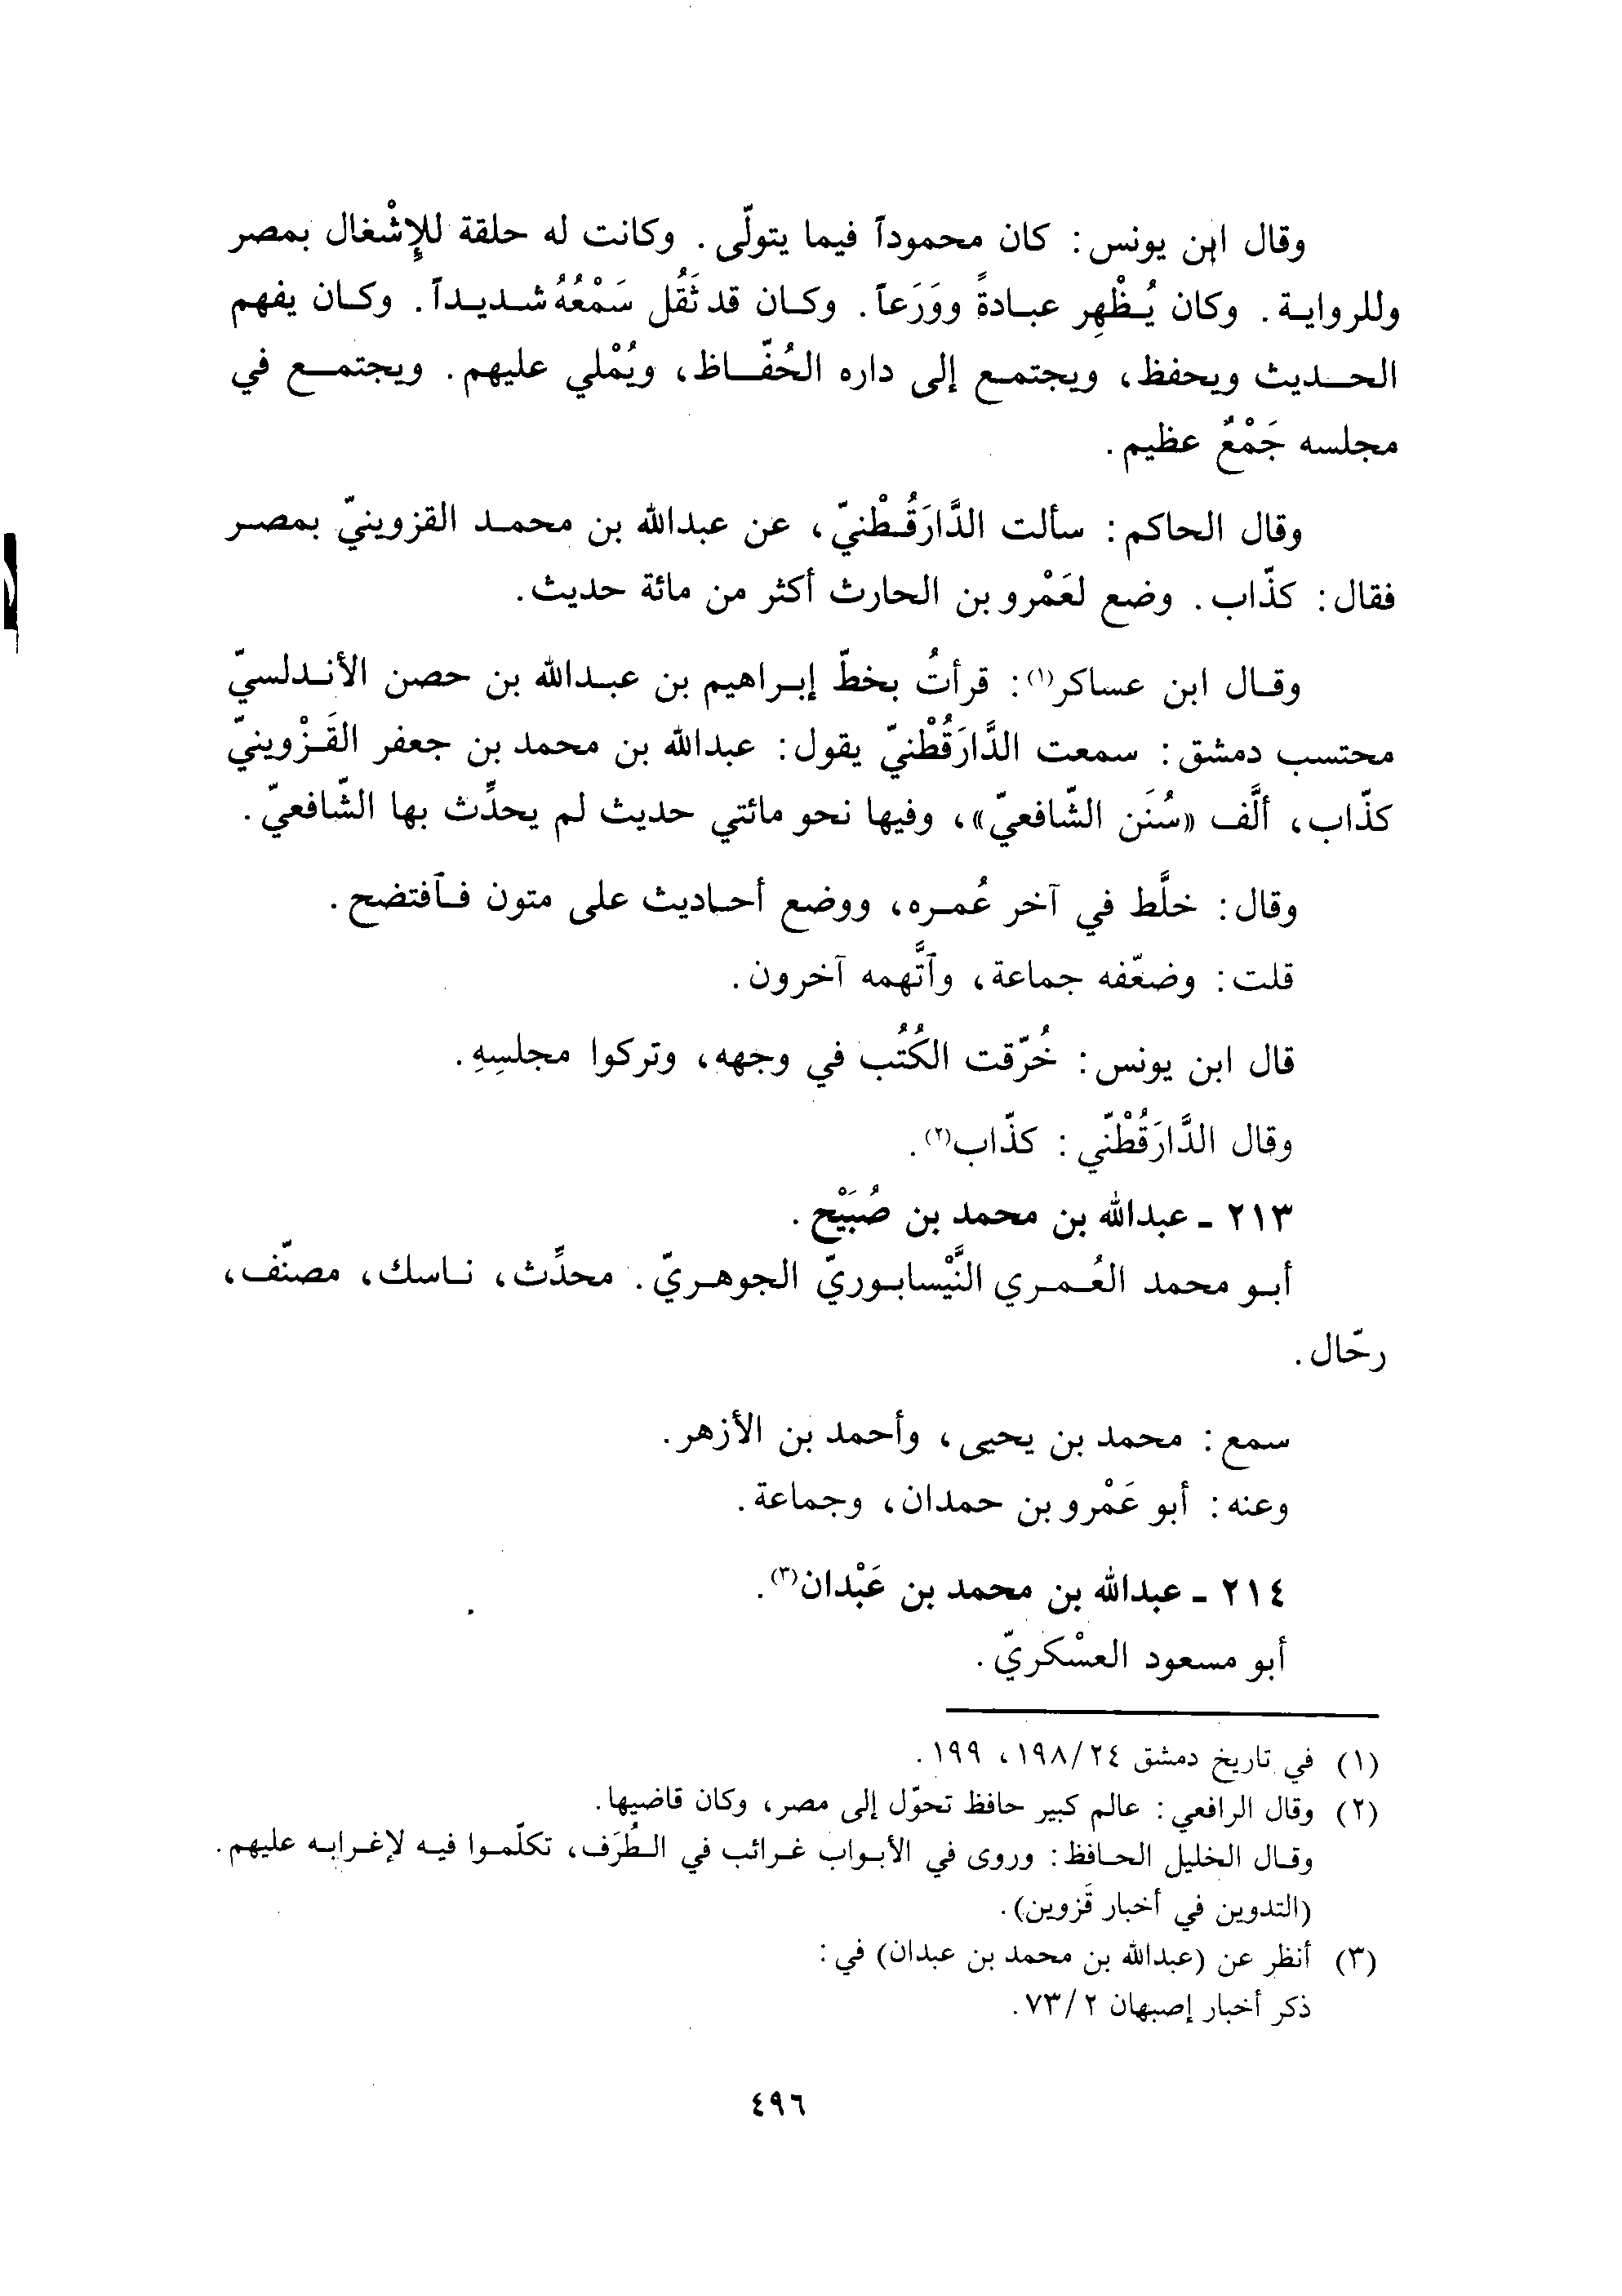 وقال ابن يونس: كان محموداً فيما يتولّى. وكانت له حلقة للإِشْغال بمصر
وللرواية. وكان يُظْهِر عبادةً ووَرَعاً. وكان قد ثَقُل سَمْعُهُ شديداً. وكان يفهم
الحديث ويحفظ، ويجتمع إلى داره الحُفّاظ، ويُمْلي عليهم. ويجتمع في
مجلسه جَمْعٌ عظيم.
وقال الحاكم: سألت الدَّارَقُطْنيّ، عن عبدالله بن محمد القزوينيّ بمصر
فقال: كذّاب. وضع لعَمْرو بن الحارث أكثر من مائة حديث.
وقال ابن عساكر(١): قرأتُ بخطّ إبراهيم بن عبدالله بن حصن الأندلسيّ
محتسب دمشق: سمعت الدَّارَقُطْنيّ يقول: عبدالله بن محمد بن جعفر القَزْوينيّ
كذّاب، ألَّف «سُنَن الشّافعيّ»، وفيها نحو مائتي حديث لم يحدِّث بها الشّافعيّ.
وقال: خلَّط في آخر عُمره، ووضع أحاديث على متون فٱفتضح.
قلت: وضعّفه جماعة، وٱتَّهمه آخرون.
قال ابن يونس: خُرّقت الكُتُب في وجهه، وتركوا مجلسِهِ.
وقال الدَّارَقُطْنّي: كذّاب(٢).
٢١٣ ـ عبدالله بن محمد بن صُبَيْح.
أبو محمد العُمري النَّيْسابوريّ الجوهريّ. محدِّث، ناسك، مصنّف،
رحّال.
سمع: محمد بن يحيى، وأحمد بن الأزهر.
وعنه: أبو عَمْرو بن حمدان، وجماعة.
٢١٤ ـ عبدالله بن محمد بن عَبْدان(٣).
أبو مسعود العسْكريّ.
(١) في تاريخ دمشق ١٩٨/٢٤، ١٩٩.
(٢) وقال الرافعي: عالم كبير حافظ تحوّل إلى مصر، وكان قاضيها.
وقال الخليل الحافظ: وروى في الأبواب غرائب في الطُرَف، تكلّموا فيه لإغرابه عليهم.
(التدوين في أخبار قَزوين).
(٣) أنظر عن (عبدالله بن محمد بن عبدان) في:
ذكر أخبار إصبهان ٧٣/٢.
٤٩٦